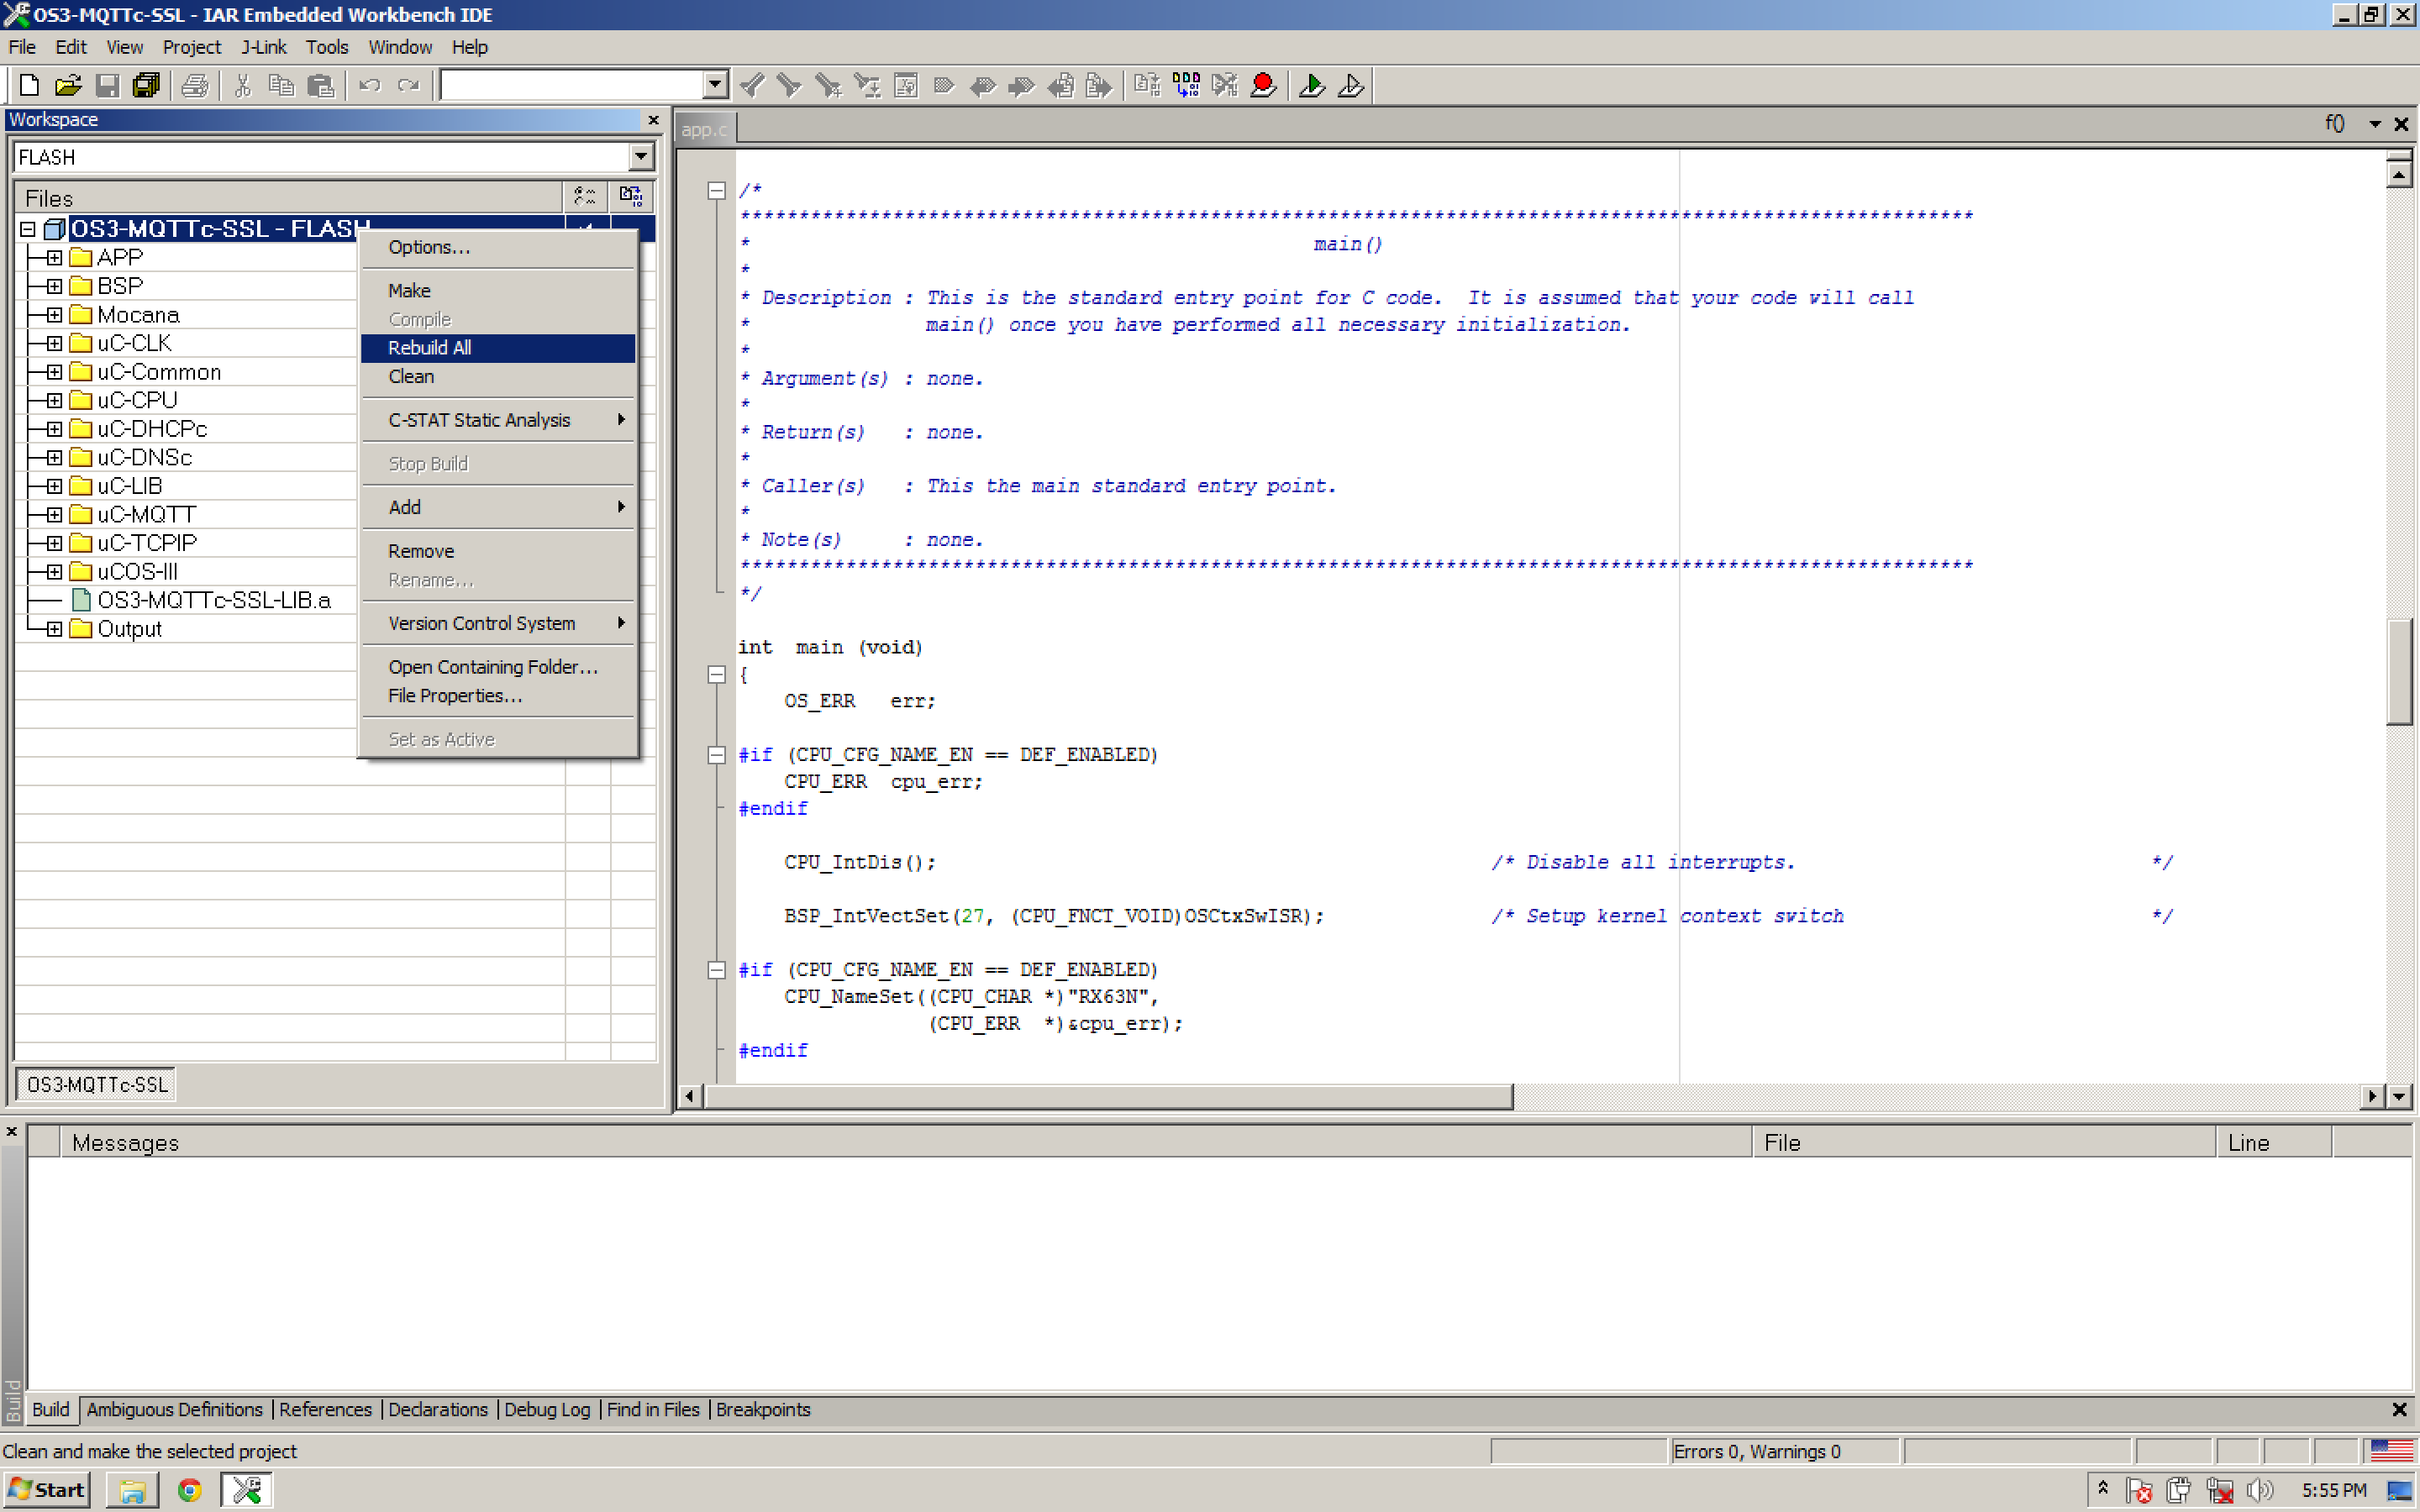 OS3-MQTTc-SSL - IAR Embedded Workbench IDE
File Edit View Project J-Link Tools Window Help
Workspace
FLASH
Files
OS3-MQTTc-SSL - FLASH
APP
BSP
Mocana
uC-CLK
uC-Common
uC-CPU
uC-DHCPc
uC-DNSc
uC-LIB
uC-MQTT
uC-TCPIP
uCOS-III
OS3-MQTTc-SSL-LIB.a
Output
OS3-MQTTc-SSL
Options...
Make
Compile
Rebuild All
Clean
C-STAT Static Analysis
Stop Build
Add
Remove
Rename...
Version Control System
Open Containing Folder...
File Properties...
Set as Active
app.c
f()
/*
*********************************************************************************************************
* main()
*
* Description : This is the standard entry point for C code.  It is assumed that your code will call
* main() once you have performed all necessary initialization.
*
* Argument(s) : none.
*
* Return(s)   : none.
*
* Caller(s)   : This the main standard entry point.
*
* Note(s)     : none.
*********************************************************************************************************
*/
int  main (void)
{
OS_ERR   err;
#if (CPU_CFG_NAME_EN == DEF_ENABLED)
CPU_ERR  cpu_err;
#endif
CPU_IntDis(); /* Disable all interrupts. */
BSP_IntVectSet(27, (CPU_FNCT_VOID)OSCtxSwISR); /* Setup kernel context switch */
#if (CPU_CFG_NAME_EN == DEF_ENABLED)
CPU_NameSet((CPU_CHAR *)"RX63N",
(CPU_ERR  *)&cpu_err);
#endif
Messages File Line
Build
Build Ambiguous Definitions References Declarations Debug Log Find in Files Breakpoints
Clean and make the selected project
Errors 0, Warnings 0
Start
5:55 PM